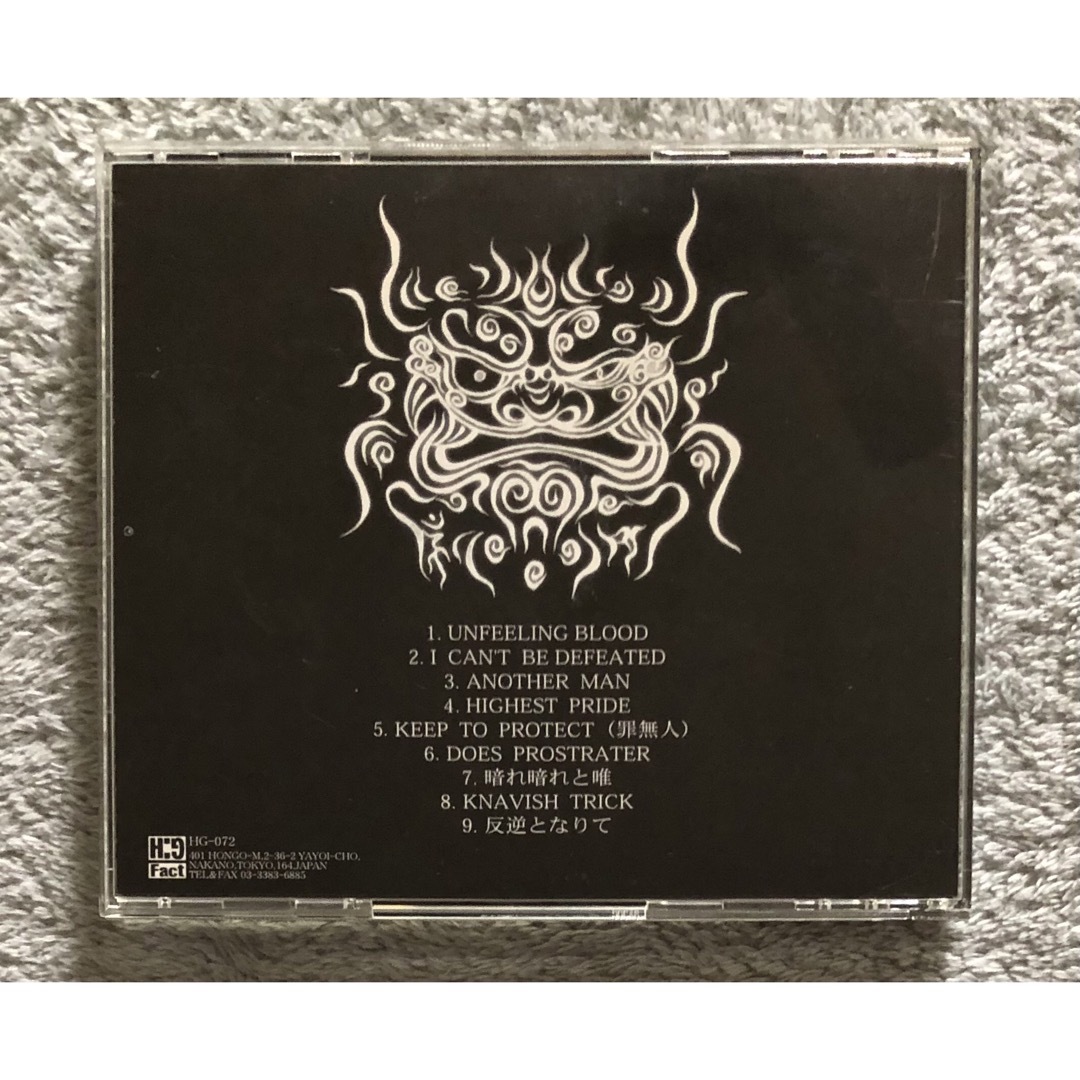 1. UNFEELING BLOOD
2. I CAN'T BE DEFEATED
3. ANOTHER MAN
4. HIGHEST PRIDE
5. KEEP TO PROTECT (罪無人)
6. DOES PROSTRATER
7. 暗れ暗れと唯
8. KNAVISH TRICK
9. 反逆となりて
H:G
Fact
HG-072
401 HONGO-M,2-36-2 YAYOI-CHO,
NAKANO,TOKYO,164,JAPAN
TEL&FAX 03-3383-6885